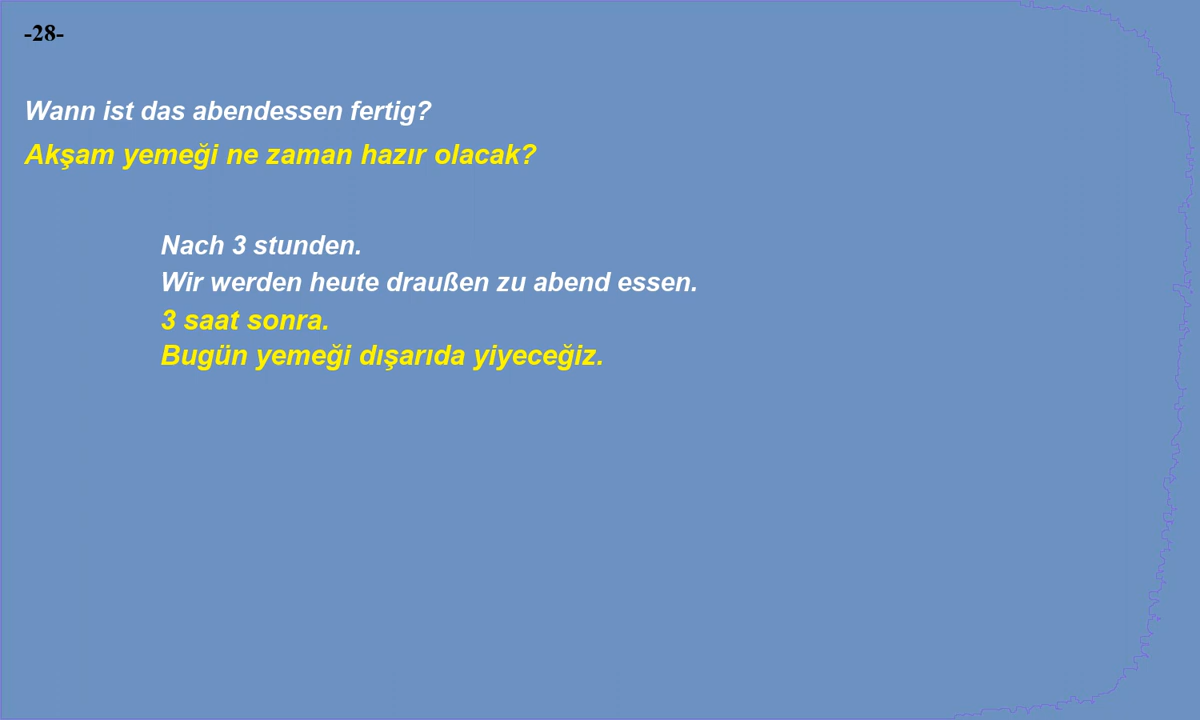 -28-
Wann ist das abendessen fertig?
Akşam yemeği ne zaman hazır olacak?
Nach 3 stunden.
Wir werden heute draußen zu abend essen.
3 saat sonra.
Bugün yemeği dışarıda yiyeceğiz.